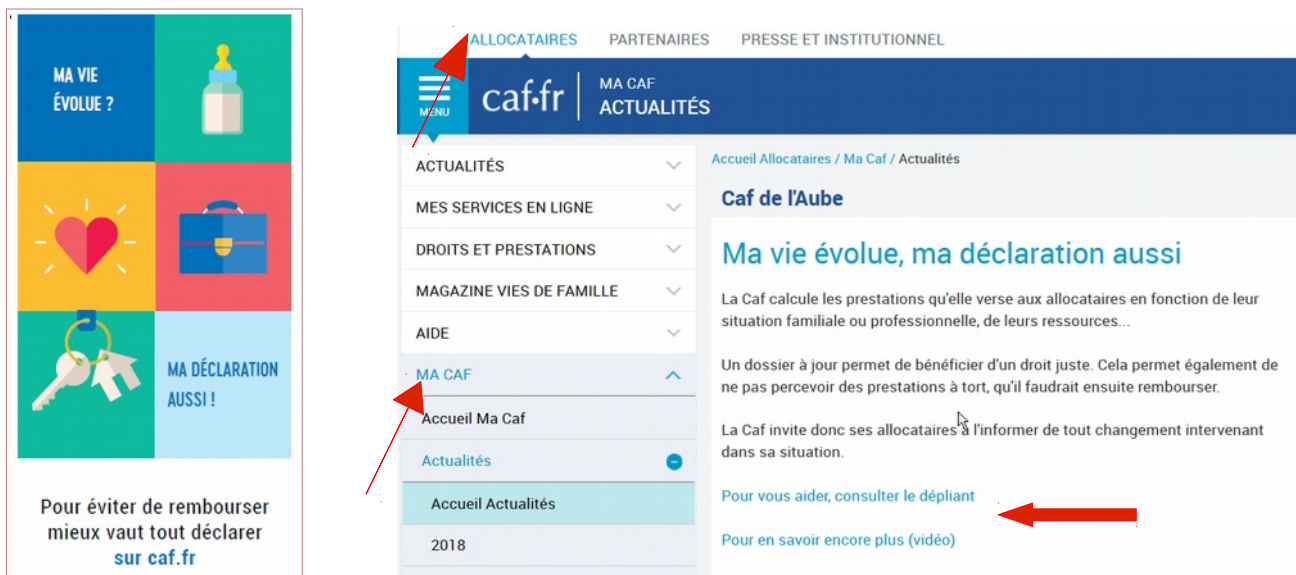 MA VIE
ÉVOLUE ?
MA DÉCLARATION
AUSSI !
Pour éviter de rembourser
mieux vaut tout déclarer
sur caf.fr
ALLOCATAIRES PARTENAIRES PRESSE ET INSTITUTIONNEL
MENU
caf.fr
MA CAF
ACTUALITÉS
ACTUALITÉS
MES SERVICES EN LIGNE
DROITS ET PRESTATIONS
MAGAZINE VIES DE FAMILLE
AIDE
MA CAF
Accueil Ma Caf
Actualités
Accueil Actualités
2018
Accueil Allocataires / Ma Caf / Actualités
Caf de l'Aube
Ma vie évolue, ma déclaration aussi
La Caf calcule les prestations qu'elle verse aux allocataires en fonction de leur
situation familiale ou professionnelle, de leurs ressources...
Un dossier à jour permet de bénéficier d'un droit juste. Cela permet également de
ne pas percevoir des prestations à tort, qu'il faudrait ensuite rembourser.
La Caf invite donc ses allocataires à l'informer de tout changement intervenant
dans sa situation.
Pour vous aider, consulter le dépliant
Pour en savoir encore plus (vidéo)